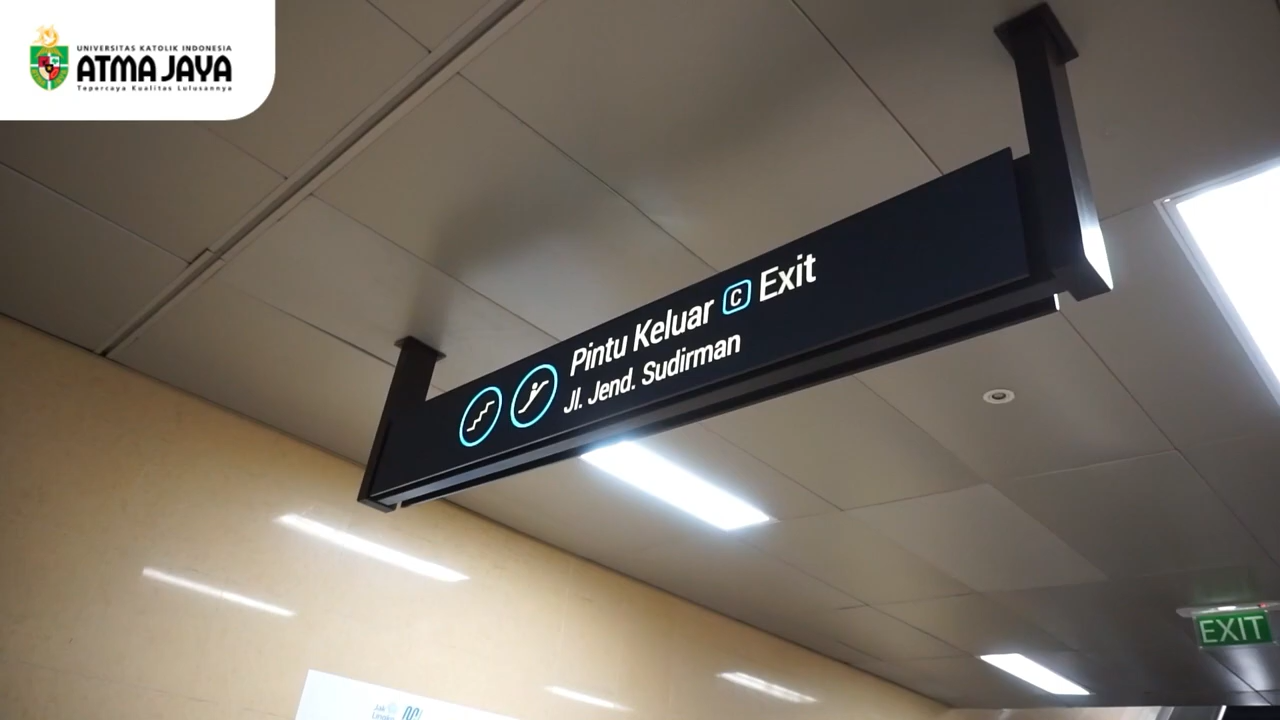 UNIVERSITAS KATOLIK INDONESIA
ATMA JAYA
Tepercaya Kualitas Lulusannya
Pintu Keluar C Exit
Jl. Jend. Sudirman
EXIT